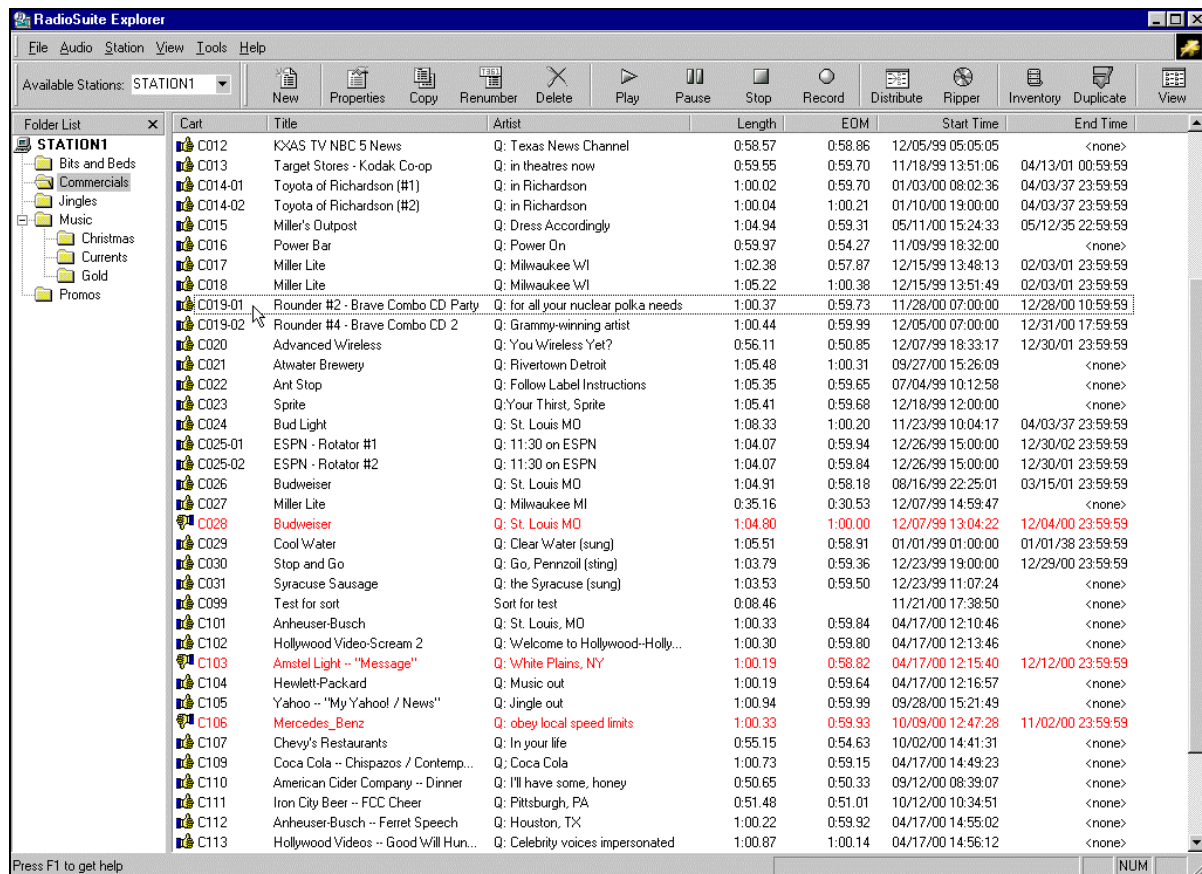 RadioSuite Explorer
File Audio Station View Tools Help
Available Stations: STATION1
New Properties Copy Renumber Delete Play Pause Stop Record Distribute Ripper Inventory Duplicate View
Folder List x
STATION1
Bits and Beds
Commercials
Jingles
Music
Christmas
Currents
Gold
Promos
Cart Title Artist Length EOM Start Time End Time
C012 KXAS TV NBC 5 News Q: Texas News Channel 0:58.57 0:58.86 12/05/99 05:05:05 <none>
C013 Target Stores - Kodak Co-op Q: in theatres now 0:59.55 0:59.70 11/18/99 13:51:06 04/13/01 00:59:59
C014-01 Toyota of Richardson (#1) Q: in Richardson 1:00.02 0:59.70 01/03/00 08:02:36 04/03/37 23:59:59
C014-02 Toyota of Richardson (#2) Q: in Richardson 1:00.04 1:00.21 01/10/00 19:00:00 04/03/37 23:59:59
C015 Miller's Outpost Q: Dress Accordingly 1:04.94 0:59.31 05/11/00 15:24:33 05/12/35 22:59:59
C016 Power Bar Q: Power On 0:59.97 0:54.27 11/09/99 18:32:00 <none>
C017 Miller Lite Q: Milwaukee WI 1:02.38 0:57.87 12/15/99 13:48:13 02/03/01 23:59:59
C018 Miller Lite Q: Milwaukee WI 1:05.22 1:00.38 12/15/99 13:51:49 02/03/01 23:59:59
C019-01 Rounder #2 - Brave Combo CD Party Q: for all your nuclear polka needs 1:00.37 0:59.73 11/28/00 07:00:00 12/28/00 10:59:59
C019-02 Rounder #4 - Brave Combo CD 2 Q: Grammy-winning artist 1:00.44 0:59.99 12/05/00 07:00:00 12/31/00 17:59:59
C020 Advanced Wireless Q: You Wireless Yet? 0:56.11 0:50.85 12/07/99 18:33:17 12/30/01 23:59:59
C021 Atwater Brewery Q: Rivertown Detroit 1:05.48 1:00.31 09/27/00 15:26:09 <none>
C022 Ant Stop Q: Follow Label Instructions 1:05.35 0:59.65 07/04/99 10:12:58 <none>
C023 Sprite Q:Your Thirst, Sprite 1:05.41 0:59.68 12/18/99 12:00:00 <none>
C024 Bud Light Q: St. Louis MO 1:08.33 1:00.20 11/23/99 10:04:17 04/03/37 23:59:59
C025-01 ESPN - Rotator #1 Q: 11:30 on ESPN 1:04.07 0:59.94 12/26/99 15:00:00 12/30/02 23:59:59
C025-02 ESPN - Rotator #2 Q: 11:30 on ESPN 1:04.07 0:59.84 12/26/99 15:00:00 12/30/01 23:59:59
C026 Budweiser Q: St. Louis MO 1:04.91 0:58.18 08/16/99 22:25:01 03/15/01 23:59:59
C027 Miller Lite Q: Milwaukee MI 0:35.16 0:30.53 12/07/99 14:59:47 <none>
C028 Budweiser Q: St. Louis MO 1:04.80 1:00.00 12/07/99 13:04:22 12/04/00 23:59:59
C029 Cool Water Q: Clear Water (sung) 1:05.51 0:58.91 01/01/99 01:00:00 01/01/38 23:59:59
C030 Stop and Go Q: Go, Pennzoil (sting) 1:03.79 0:59.36 12/23/99 19:00:00 12/29/00 23:59:59
C031 Syracuse Sausage Q: the Syracuse (sung) 1:03.53 0:59.50 12/23/99 11:07:24 <none>
C099 Test for sort Sort for test 0:08.46 11/21/00 17:38:50 <none>
C101 Anheuser-Busch Q: St. Louis, MO 1:00.33 0:59.84 04/17/00 12:10:46 <none>
C102 Hollywood Video-Scream 2 Q: Welcome to Hollywood--Holly... 1:00.30 0:59.80 04/17/00 12:13:46 <none>
C103 Amstel Light -- "Message" Q: White Plains, NY 1:00.19 0:58.82 04/17/00 12:15:40 12/12/00 23:59:59
C104 Hewlett-Packard Q: Music out 1:00.19 0:59.64 04/17/00 12:16:57 <none>
C105 Yahoo -- "My Yahoo! / News" Q: Jingle out 1:00.94 0:59.99 09/28/00 15:21:49 <none>
C106 Mercedes_Benz Q: obey local speed limits 1:00.33 0:59.93 10/09/00 12:47:28 11/02/00 23:59:59
C107 Chevy's Restaurants Q: In your life 0:55.15 0:54.63 10/02/00 14:41:31 <none>
C109 Coca Cola -- Chispazos / Contemp... Q; Coca Cola 1:00.73 0:59.15 04/17/00 14:49:23 <none>
C110 American Cider Company -- Dinner Q: I'll have some, honey 0:50.65 0:50.33 09/12/00 08:39:07 <none>
C111 Iron City Beer -- FCC Cheer Q: Pittsburgh, PA 0:51.48 0:51.01 10/12/00 10:34:51 <none>
C112 Anheuser-Busch -- Ferret Speech Q: Houston, TX 1:00.22 0:59.92 04/17/00 14:55:02 <none>
C113 Hollywood Videos -- Good Will Hun... Q: Celebrity voices impersonated 1:00.87 1:00.14 04/17/00 14:56:12 <none>
Press F1 to get help NUM